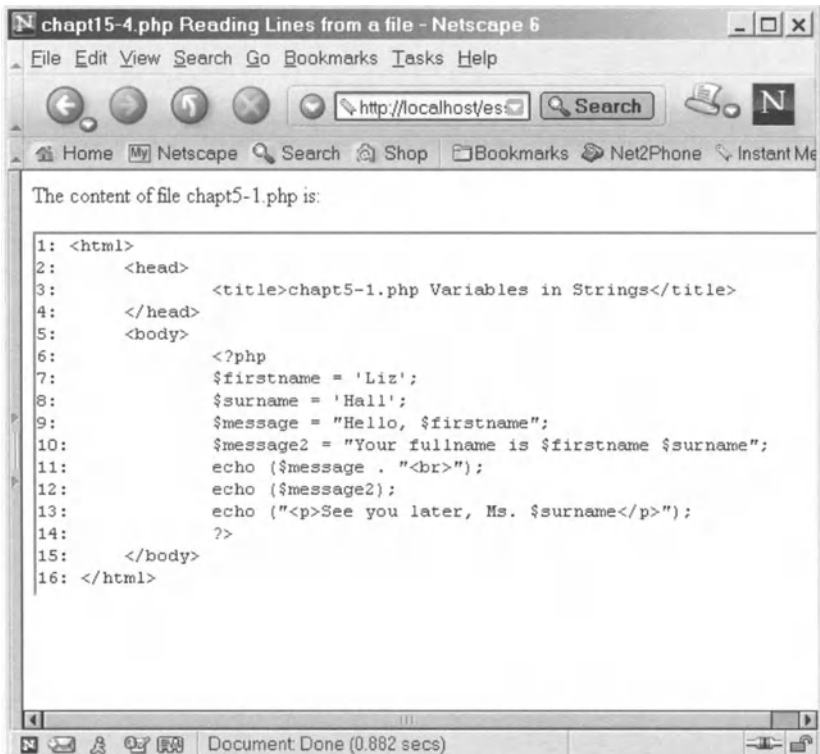 N chapt15-4.php Reading Lines from a file - Netscape 6
File Edit View Search Go Bookmarks Tasks Help
http://localhost/es Search N
Home My Netscape Search Shop Bookmarks Net2Phone Instant Me
The content of file chapt5-1.php is:
1: <html>
2: <head>
3: <title>chapt5-1.php Variables in Strings</title>
4: </head>
5: <body>
6: <?php
7: $firstname = 'Liz';
8: $surname = 'Hall';
9: $message = "Hello, $firstname";
10: $message2 = "Your fullname is $firstname $surname";
11: echo ($message . "<br>");
12: echo ($message2);
13: echo ("<p>See you later, Ms. $surname</p>");
14: ?>
15: </body>
16: </html>
N Document: Done (0.882 secs)